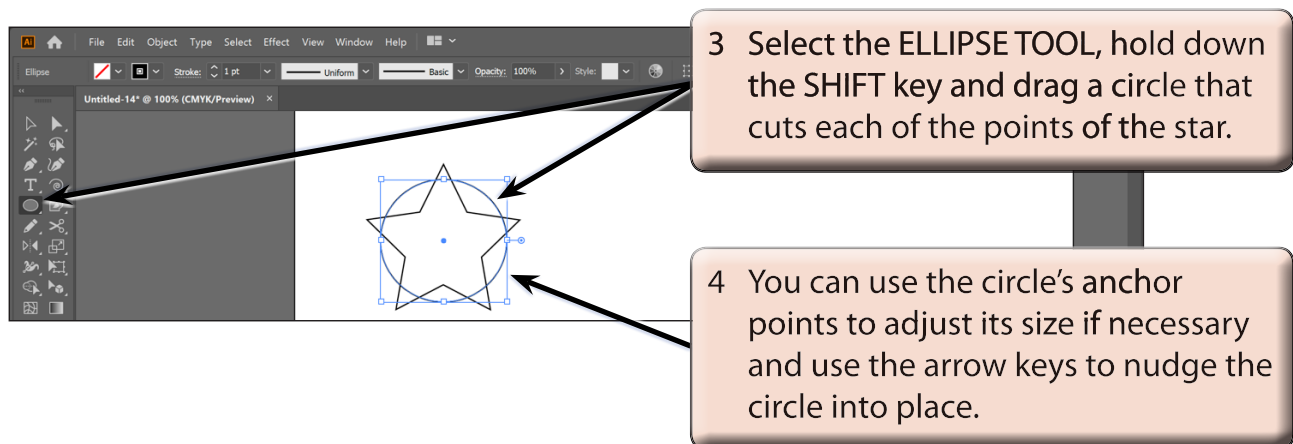 Ai File Edit Object Type Select Effect View Window Help
Ellipse Stroke: 1 pt Uniform Basic Opacity: 100% Style:
Untitled-14* @ 100% (CMYK/Preview) ×
3 Select the ELLIPSE TOOL, hold down
the SHIFT key and drag a circle that
cuts each of the points of the star.
4 You can use the circle’s anchor
points to adjust its size if necessary
and use the arrow keys to nudge the
circle into place.